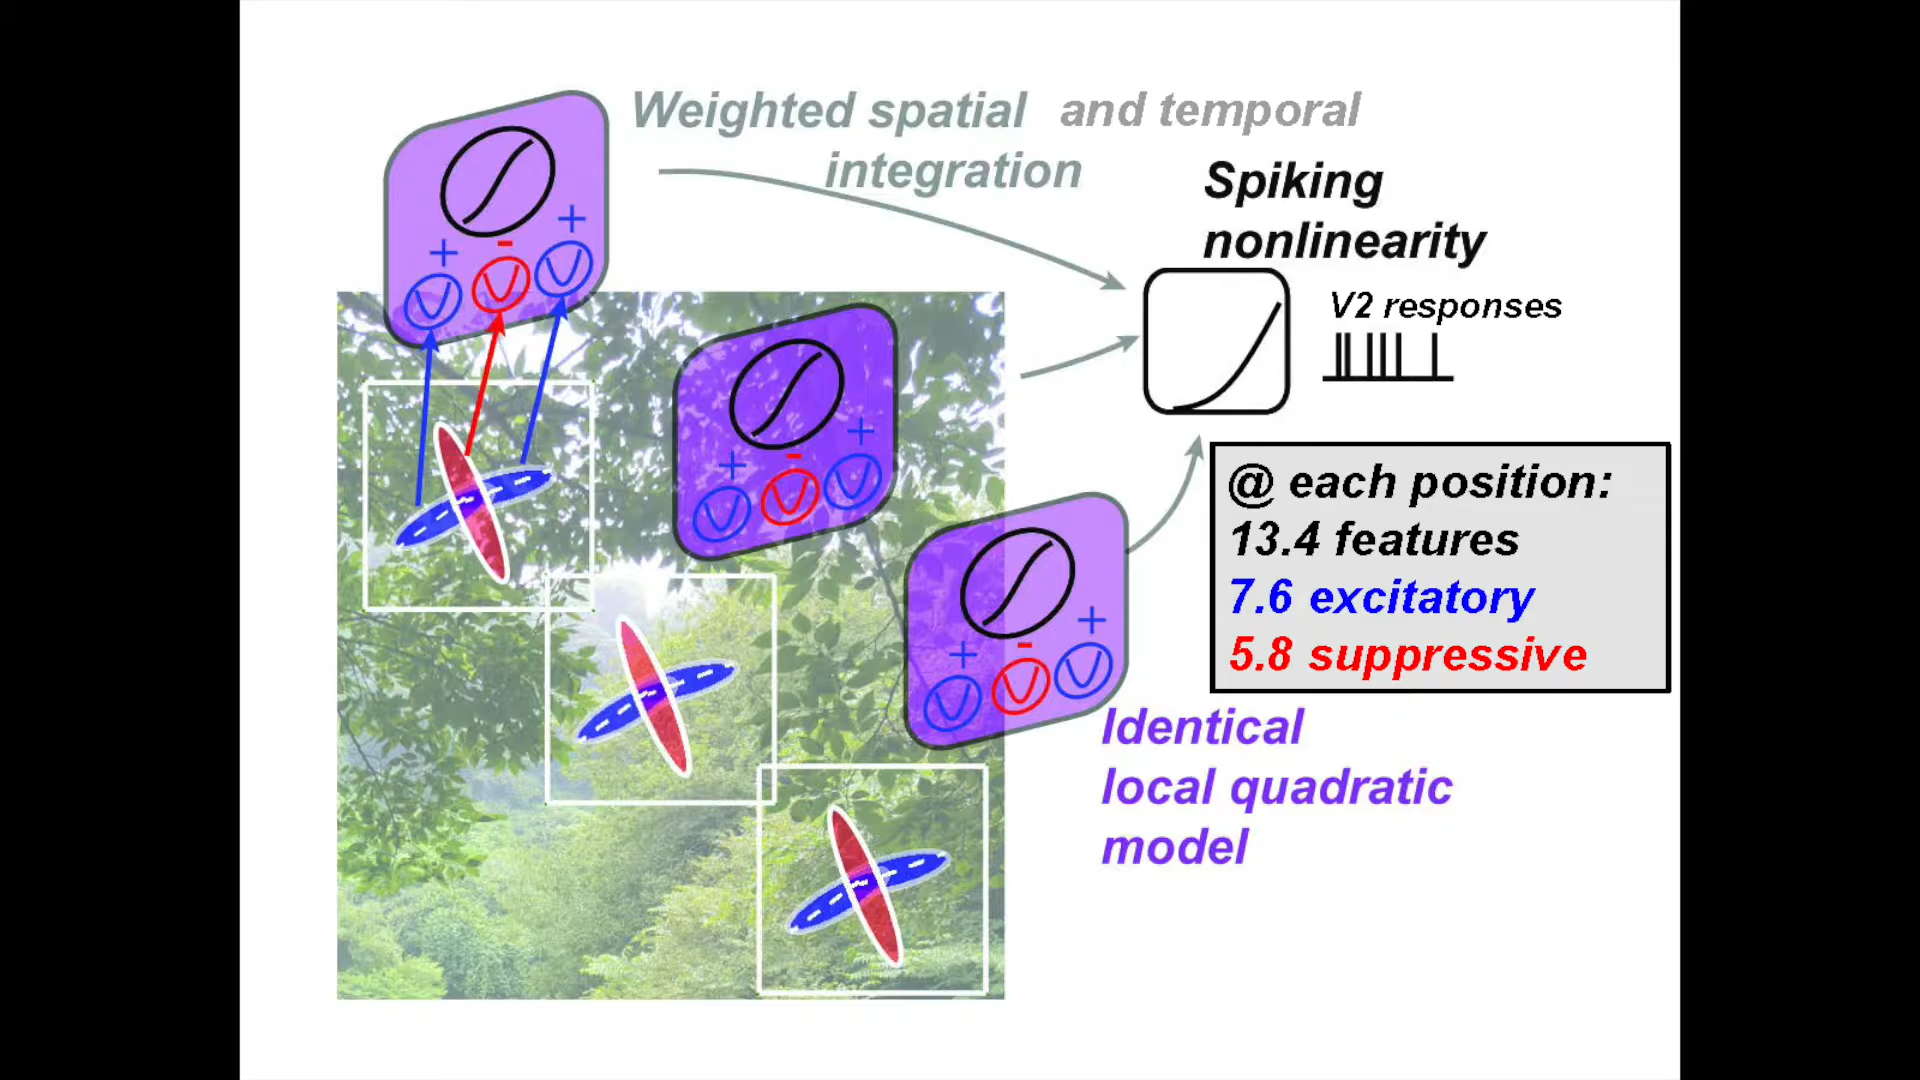 Weighted spatial and temporal
integration
Spiking
nonlinearity
V2 responses
+
-
+
+
-
+
+
-
+
@ each position:
13.4 features
7.6 excitatory
5.8 suppressive
Identical
local quadratic
model